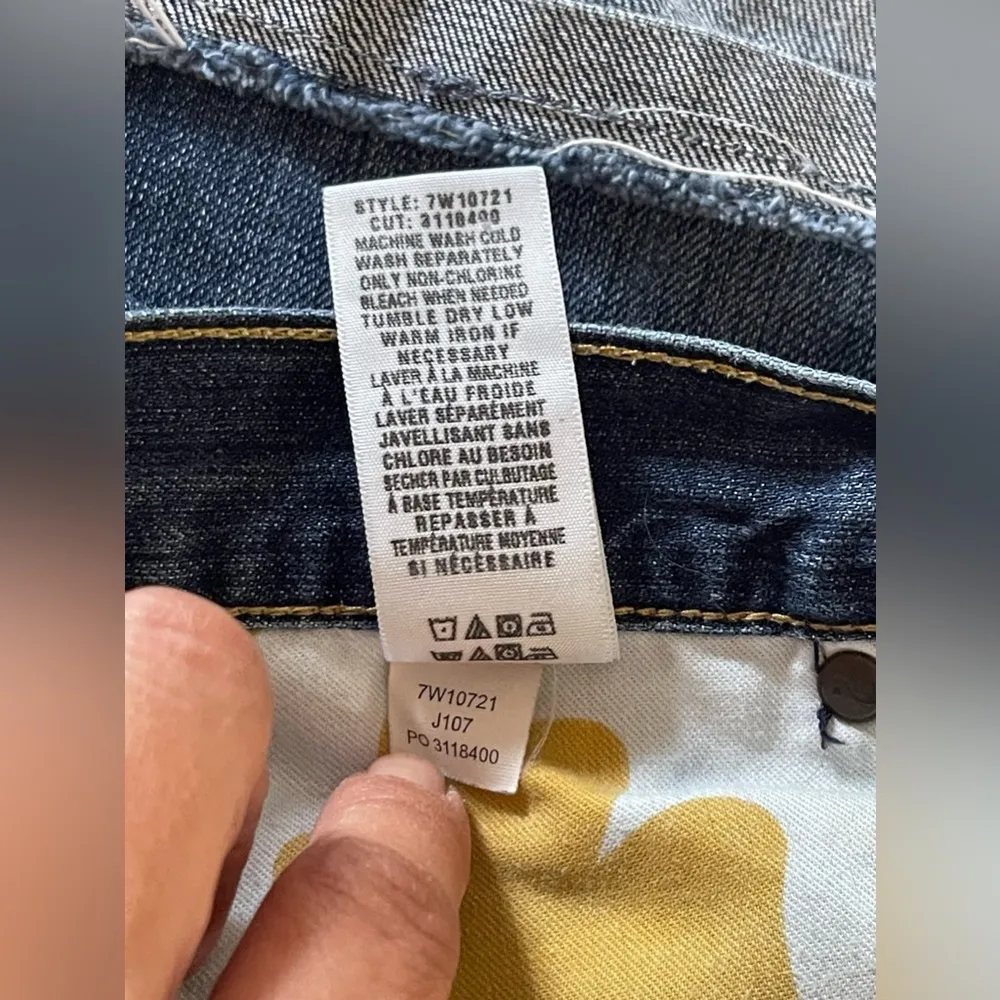 STYLE: 7W10721
CUT: 3118400
MACHINE WASH COLD
WASH SEPARATELY
ONLY NON-CHLORINE
BLEACH WHEN NEEDED
TUMBLE DRY LOW
WARM IRON IF
NECESSARY
LAVER À LA MACHINE
À L'EAU FROIDE
LAVER SÉPARÉMENT
JAVELLISANT SANS
CHLORE AU BESOIN
SECHER PAR CULBUTAGE
À BASE TEMPÉRATURE
REPASSER À
TEMPÉRATURE MOYENNE
SI NÉCESSAIRE
7W10721
J107
PO 3118400